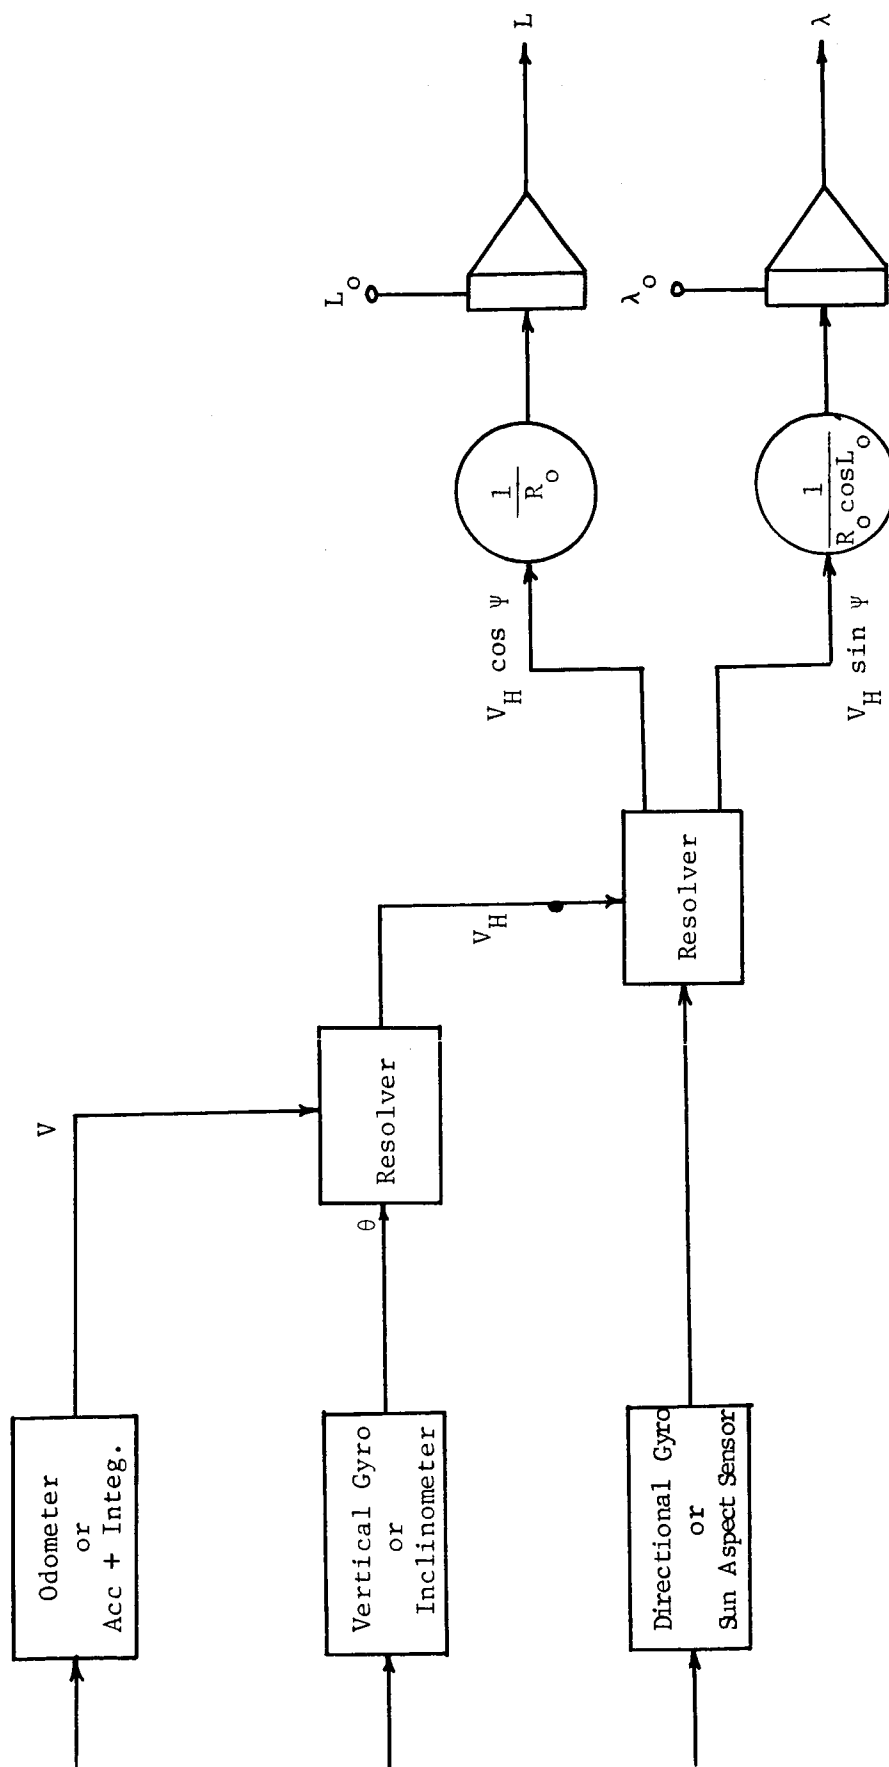 Odometer
or
Acc + Integ.
V
Vertical Gyro
or
Inclinometer
θ
Resolver
V_H
Directional Gyro
or
Sun Aspect Sensor
Resolver
V_H cos Ψ
1
R_o
L_o
L
V_H sin Ψ
1
R_o cosL_o
λ_o
λ